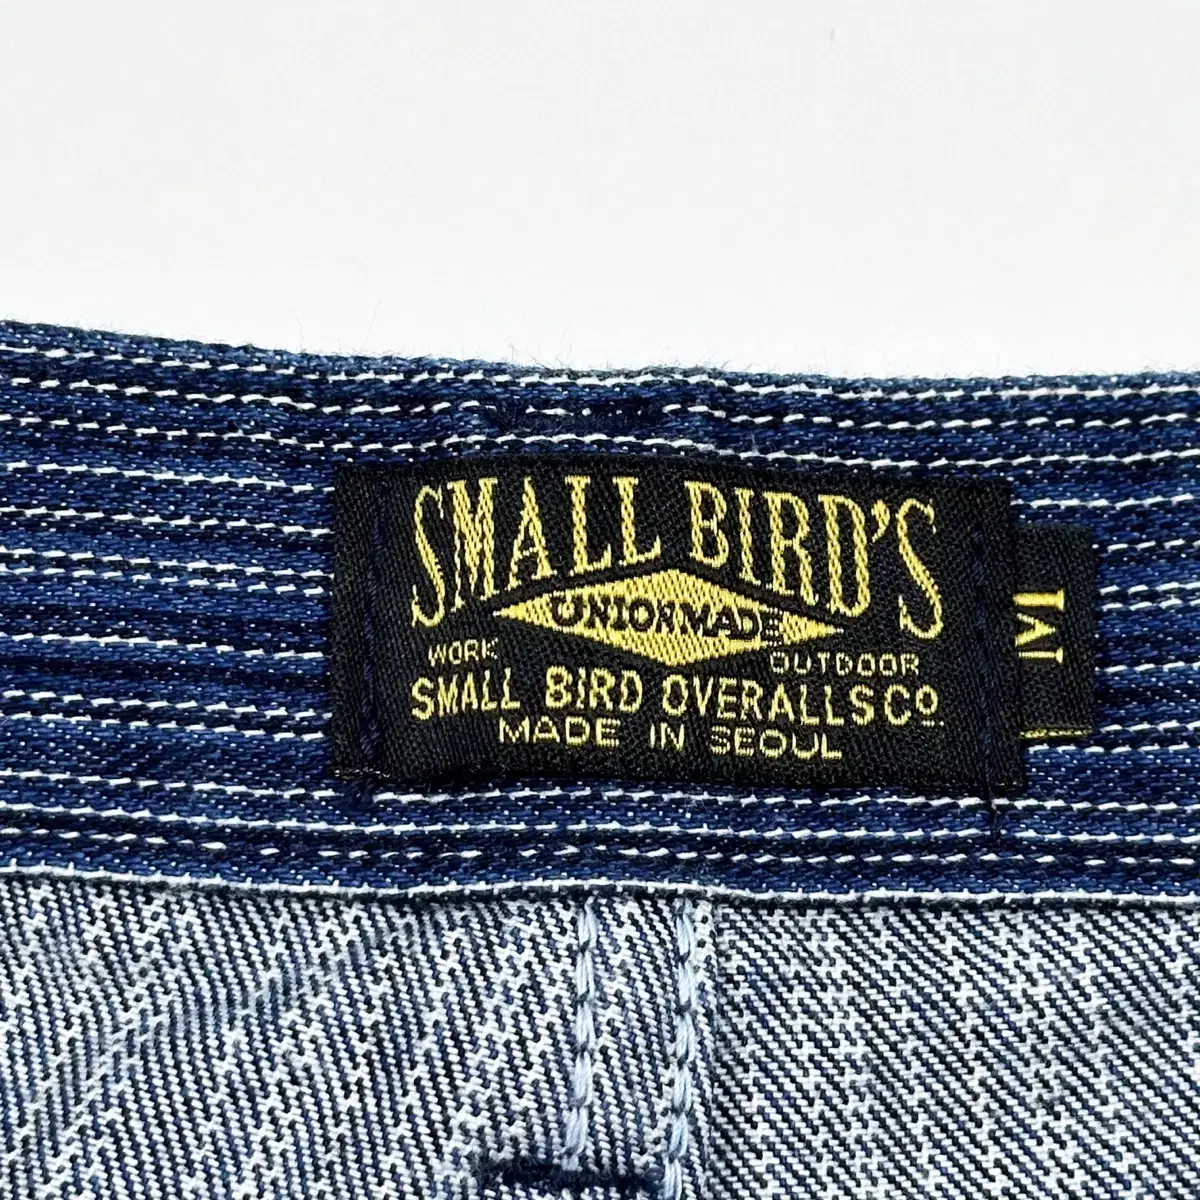 SMALL BIRD'S
UNION MADE
WORK OUTDOOR
SMALL BIRD OVERALLS CO.
MADE IN SEOUL
M